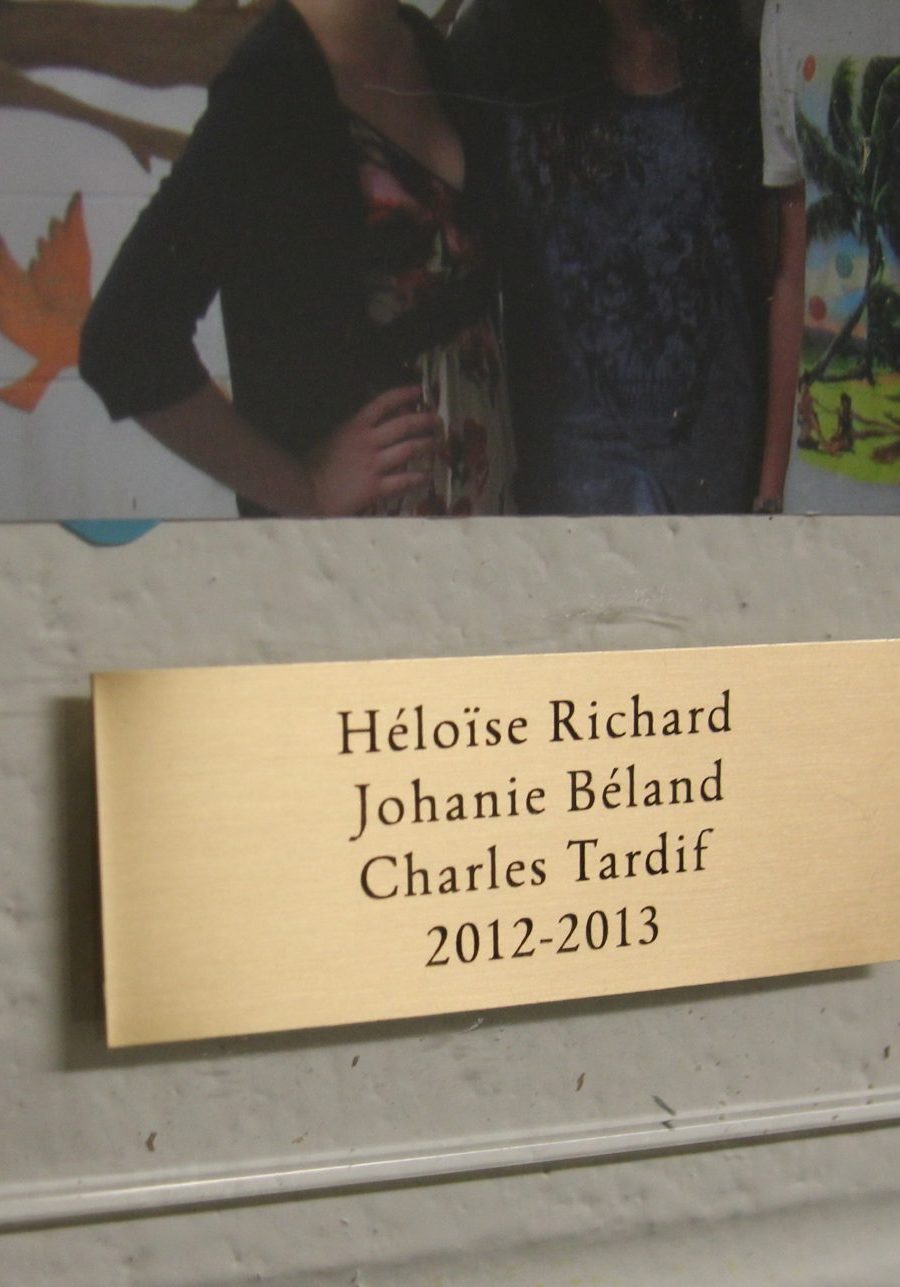 Héloïse Richard
Johanie Béland
Charles Tardif
2012-2013